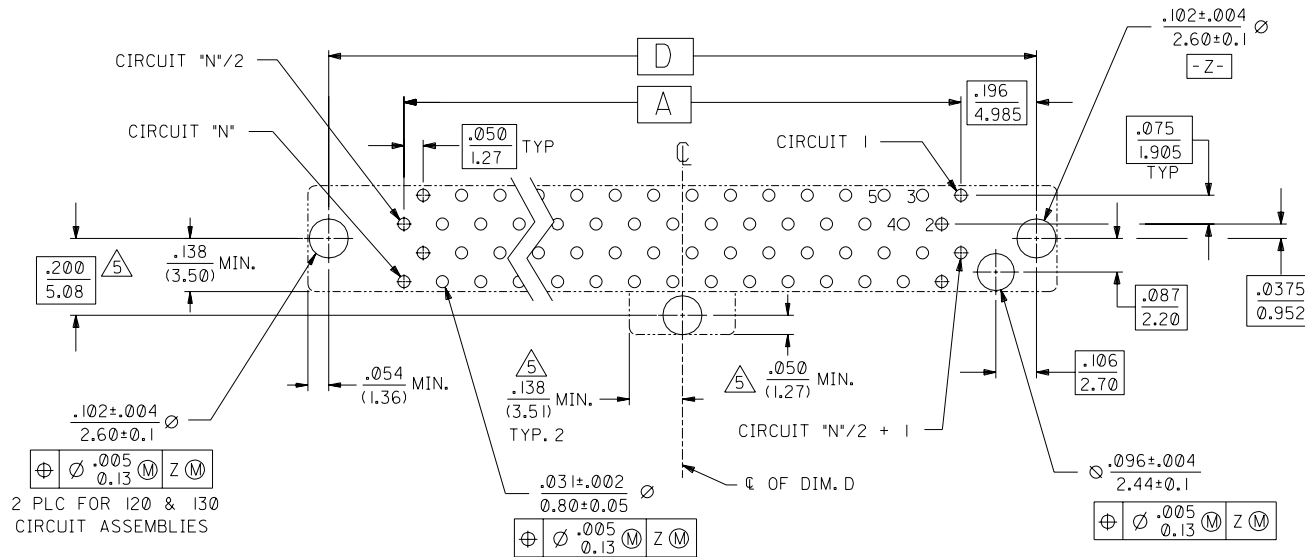 CIRCUIT "N"/2
D
.102±.004
2.60±0.1 Ø
-Z-
A
.196
4.985
CIRCUIT "N"
.050
1.27 TYP
℄
CIRCUIT 1
.075
1.905
TYP
5 3
4 2
.200
5.08
5
.138
(3.50) MIN.
.087
2.20
.0375
0.952
.054
(1.36) MIN.
5
.138
(3.51) MIN.
TYP. 2
5
.050
(1.27) MIN.
.106
2.70
CIRCUIT "N"/2 + 1
.102±.004
2.60±0.1 Ø
⌖ Ø .005
0.13 Ⓜ Z Ⓜ
2 PLC FOR 120 & 130
CIRCUIT ASSEMBLIES
.031±.002
0.80±0.05 Ø
⌖ Ø .005
0.13 Ⓜ Z Ⓜ
℄ OF DIM. D
Ø .096±.004
2.44±0.1
⌖ Ø .005
0.13 Ⓜ Z Ⓜ